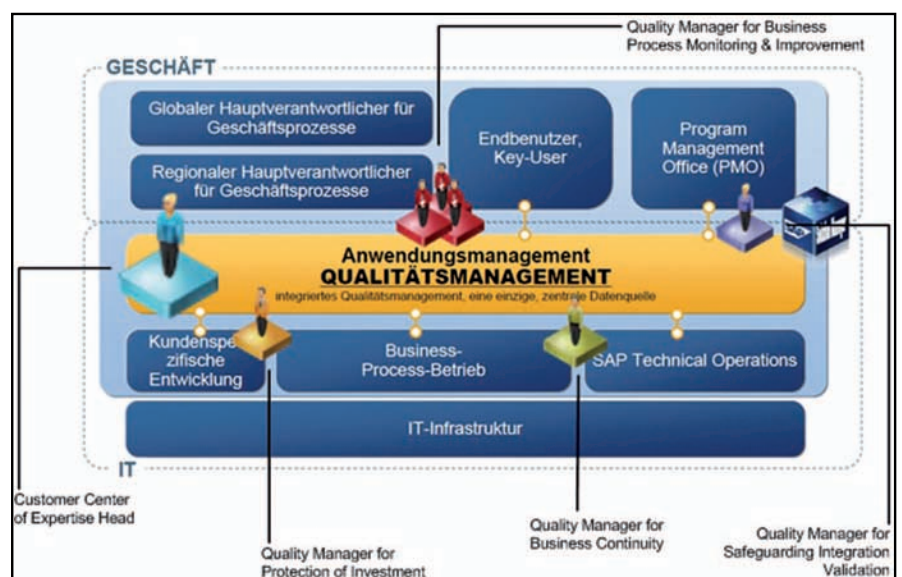 Quality Manager for Business
Process Monitoring & Improvement
GESCHÄFT
Globaler Hauptverantwortlicher für
Geschäftsprozesse
Regionaler Hauptverantwortlicher
für Geschäftsprozesse
Endbenutzer,
Key-User
Program
Management
Office (PMO)
Anwendungsmanagement
QUALITÄTSMANAGEMENT
integriertes Qualitätsmanagement, eine einzige, zentrale Datenquelle
Kundenspe-
zifische
Entwicklung
Business-
Process-Betrieb
SAP Technical Operations
IT-Infrastruktur
IT
Customer Center
of Expertise Head
Quality Manager for
Protection of Investment
Quality Manager for
Business Continuity
Quality Manager for
Safeguarding Integration
Validation